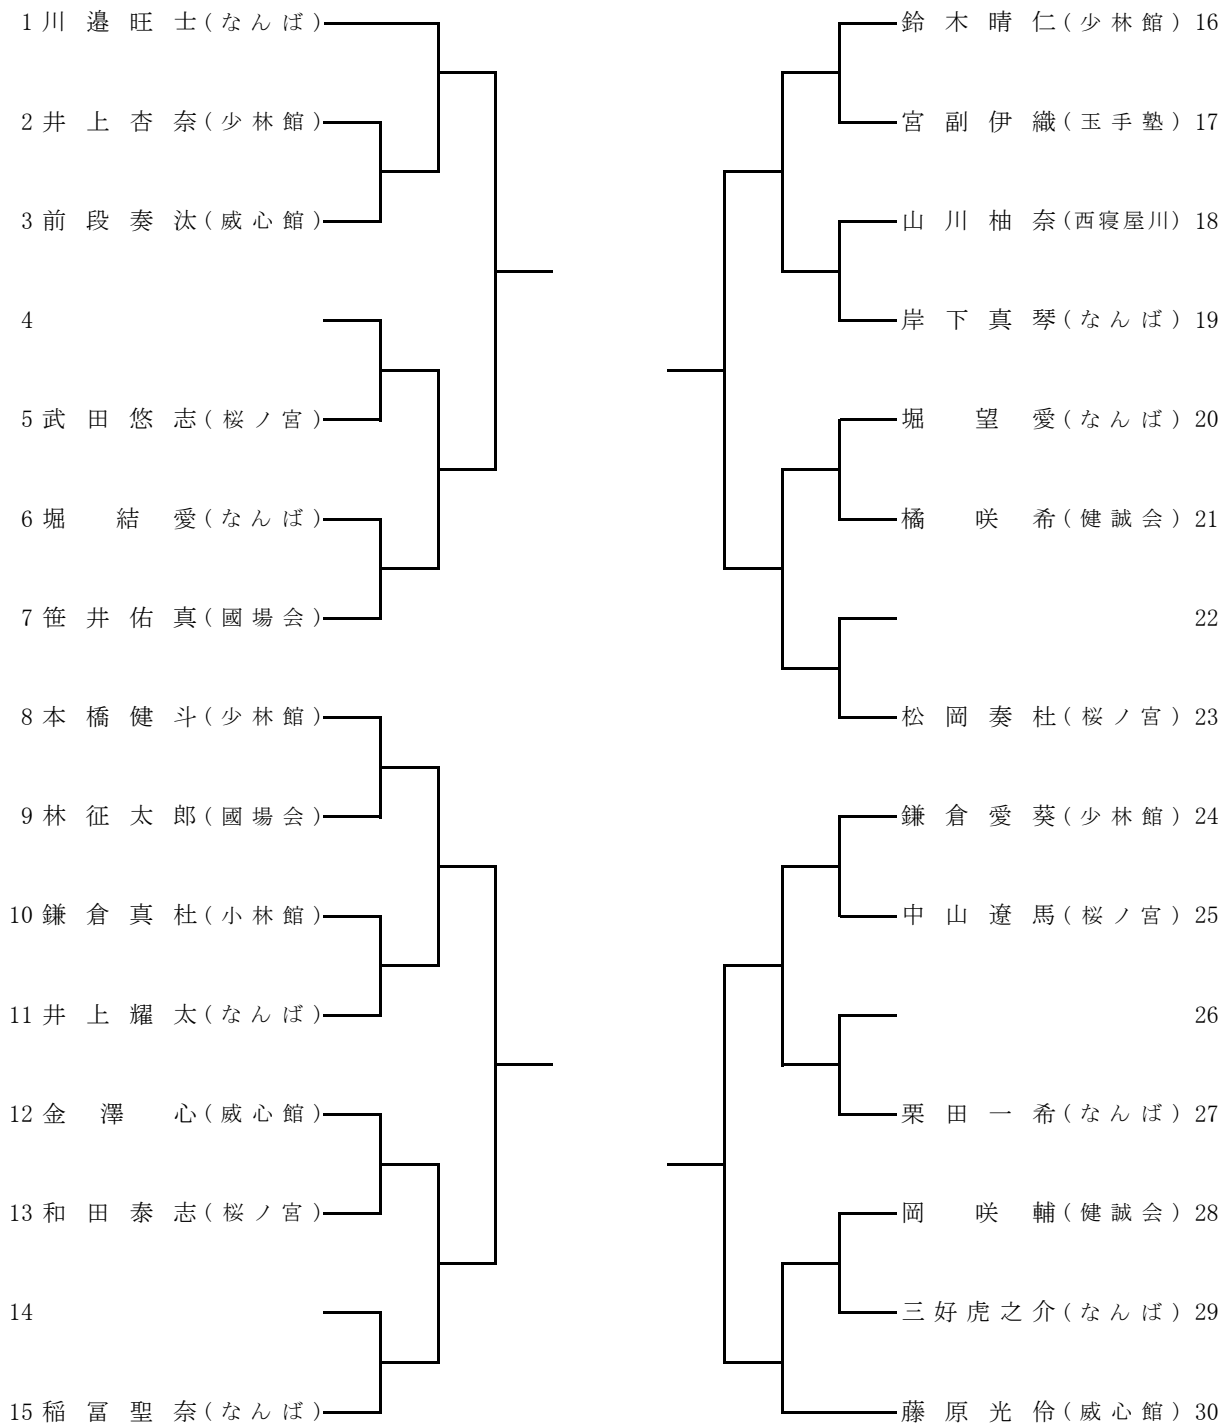 1 川邉旺士(なんば)
2 井上杏奈(少林館)
3 前段奏汰(威心館)
4
5 武田悠志(桜ノ宮)
6 堀結愛(なんば)
7 笹井佑真(國場会)
8 本橋健斗(少林館)
9 林征太郎(國場会)
10 鎌倉真杜(小林館)
11 井上耀太(なんば)
12 金澤心(威心館)
13 和田泰志(桜ノ宮)
14
15 稲冨聖奈(なんば)
鈴木晴仁(少林館) 16
宮副伊織(玉手塾) 17
山川柚奈(西寝屋川) 18
岸下真琴(なんば) 19
堀望愛(なんば) 20
橘咲希(健誠会) 21
22
松岡奏杜(桜ノ宮) 23
鎌倉愛葵(少林館) 24
中山遼馬(桜ノ宮) 25
26
栗田一希(なんば) 27
岡咲輔(健誠会) 28
三好虎之介(なんば) 29
藤原光伶(威心館) 30